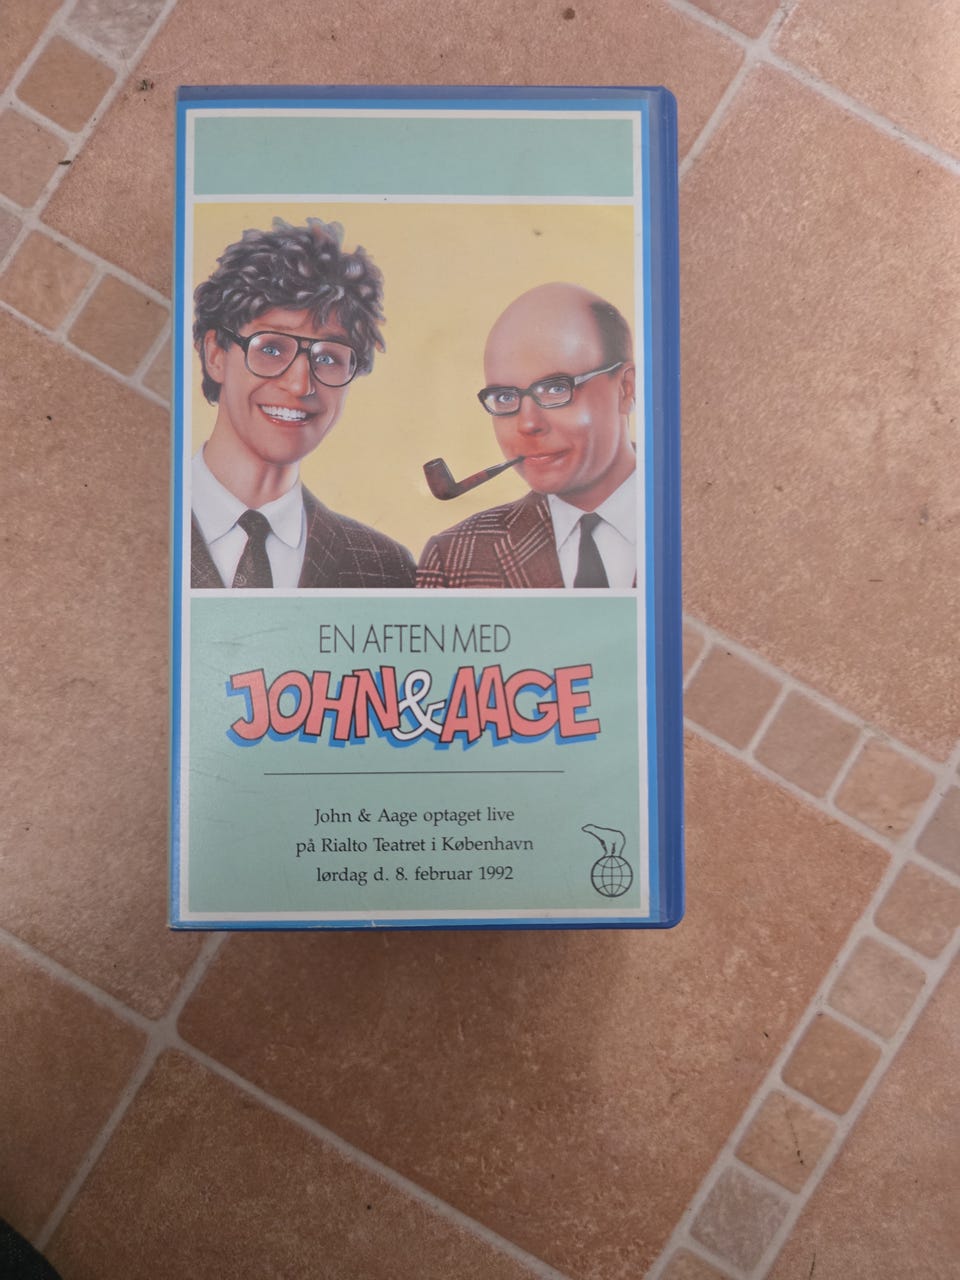 EN AFTEN MED
JOHN & AAGE
John & Aage optaget live
på Rialto Teatret i København
lørdag d. 8. februar 1992